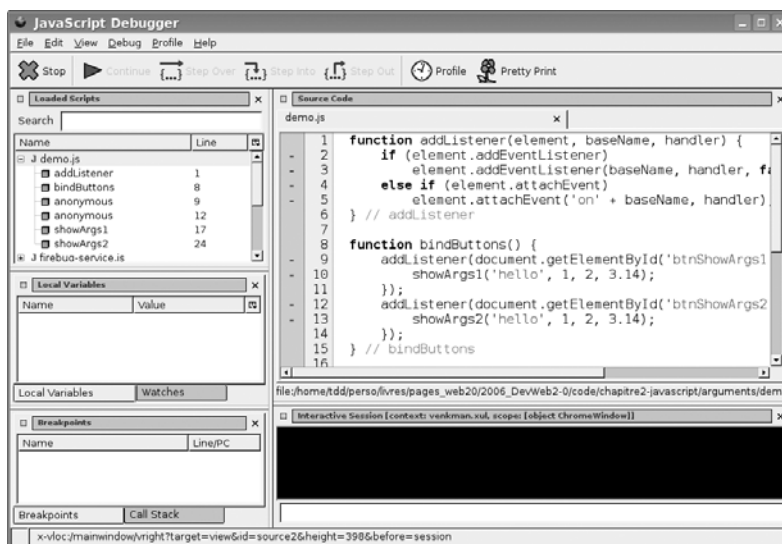 JavaScript Debugger
File Edit View Debug Profile Help
Stop Continue Step Over Step Into Step Out Profile Pretty Print
Loaded Scripts
Search
Name Line
demo.js
addListener 1
bindButtons 8
anonymous 9
anonymous 12
showArgs1 17
showArgs2 24
firebug-service.js
Local Variables
Name Value
Local Variables Watches
Breakpoints
Name Line/PC
Breakpoints Call Stack
Source Code
demo.js
1 function addListener(element, baseName, handler) {
- 2 if (element.addEventListener)
- 3 element.addEventListener(baseName, handler, fa
- 4 else if (element.attachEvent)
- 5 element.attachEvent('on' + baseName, handler)
6 } // addListener
7
8 function bindButtons() {
- 9 addListener(document.getElementById('btnShowArgs1
- 10 showArgs1('hello', 1, 2, 3.14);
11 });
- 12 addListener(document.getElementById('btnShowArgs2
- 13 showArgs2('hello', 1, 2, 3.14);
14 });
15 } // bindButtons
16
file:/home/tdd/perso/livres/pages_web20/2006_DevWeb2-0/code/chapitre2-javascript/arguments/dem
Interactive Session [context: venkman.xul, scope: [object ChromeWindow]]
x-vloc:/mainwindow/vright?target=view&id=source2&height=398&before=session